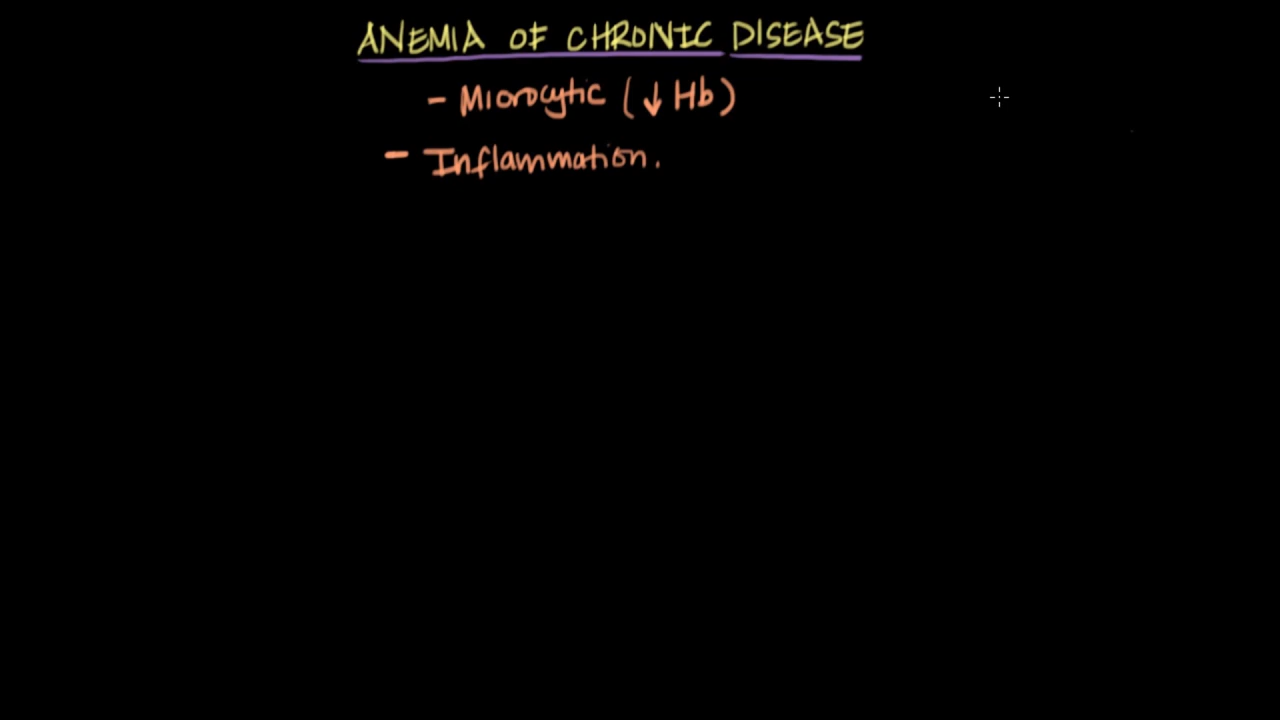 ANEMIA OF CHRONIC DISEASE
- Microcytic (↓ Hb)
- Inflammation.